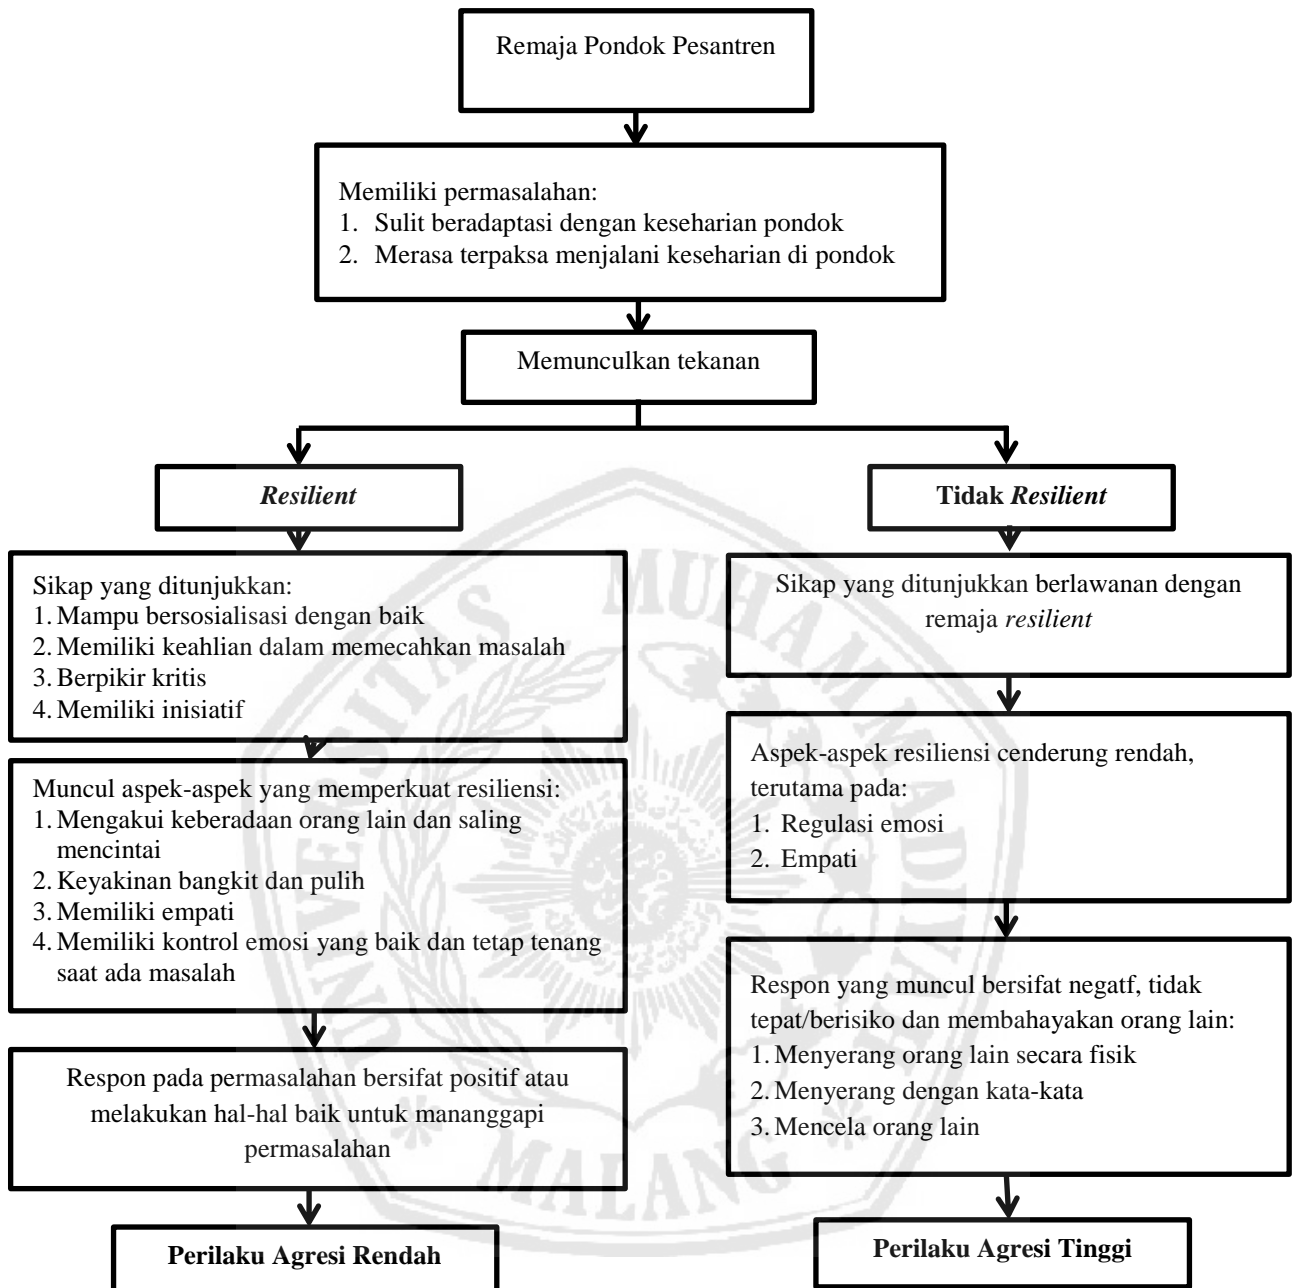 Remaja Pondok Pesantren
Memiliki permasalahan:
1. Sulit beradaptasi dengan keseharian pondok
2. Merasa terpaksa menjalani keseharian di pondok
Memunculkan tekanan
Resilient
Sikap yang ditunjukkan:
1. Mampu bersosialisasi dengan baik
2. Memiliki keahlian dalam memecahkan masalah
3. Berpikir kritis
4. Memiliki inisiatif
Muncul aspek-aspek yang memperkuat resiliensi:
1. Mengakui keberadaan orang lain dan saling
mencintai
2. Keyakinan bangkit dan pulih
3. Memiliki empati
4. Memiliki kontrol emosi yang baik dan tetap tenang
saat ada masalah
Respon pada permasalahan bersifat positif atau
melakukan hal-hal baik untuk mananggapi
permasalahan
Perilaku Agresi Rendah
Tidak Resilient
Sikap yang ditunjukkan berlawanan dengan
remaja resilient
Aspek-aspek resiliensi cenderung rendah,
terutama pada:
1. Regulasi emosi
2. Empati
Respon yang muncul bersifat negatf, tidak
tepat/berisiko dan membahayakan orang lain:
1. Menyerang orang lain secara fisik
2. Menyerang dengan kata-kata
3. Mencela orang lain
Perilaku Agresi Tinggi
UNIVERSITAS MUHAMMADIYAH
MALANG